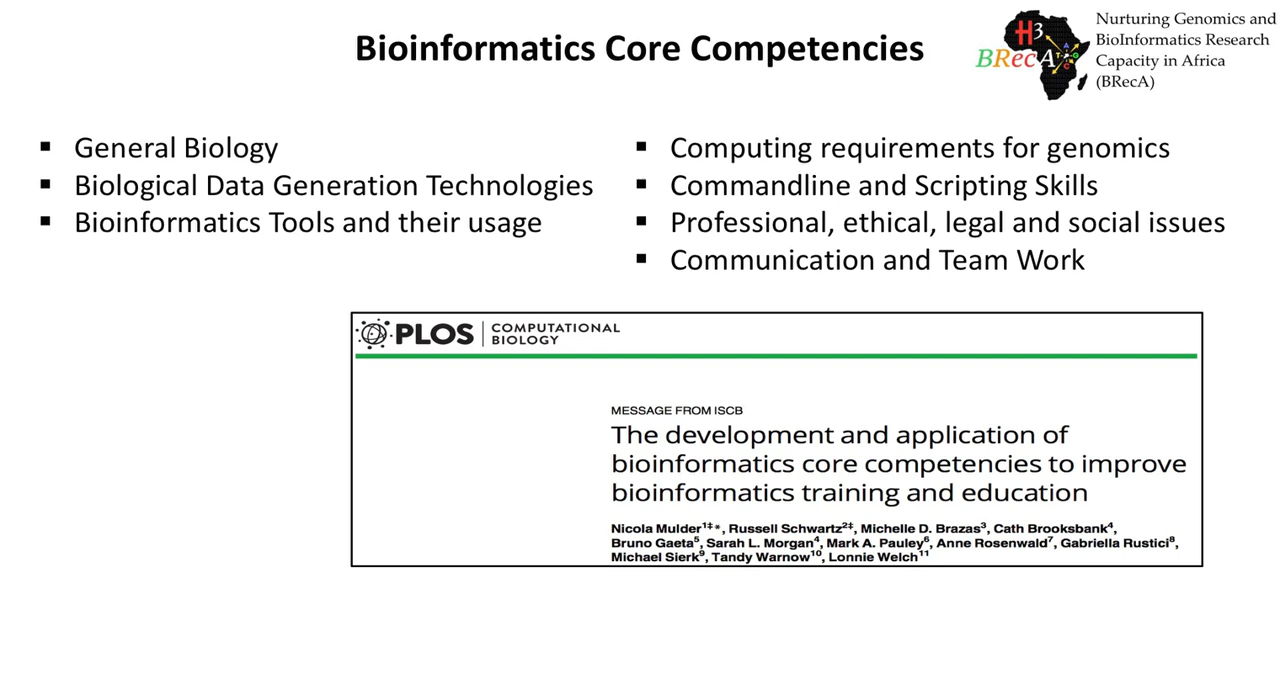 Bioinformatics Core Competencies
H3
BRecA
Nurturing Genomics and
BioInformatics Research
Capacity in Africa
(BRecA)
▪ General Biology
▪ Biological Data Generation Technologies
▪ Bioinformatics Tools and their usage
▪ Computing requirements for genomics
▪ Commandline and Scripting Skills
▪ Professional, ethical, legal and social issues
▪ Communication and Team Work
PLOS | COMPUTATIONAL
BIOLOGY
MESSAGE FROM ISCB
The development and application of
bioinformatics core competencies to improve
bioinformatics training and education
Nicola Mulder1‡*, Russell Schwartz2‡, Michelle D. Brazas3, Cath Brooksbank4,
Bruno Gaeta5, Sarah L. Morgan4, Mark A. Pauley6, Anne Rosenwald7, Gabriella Rustici8,
Michael Sierk9, Tandy Warnow10, Lonnie Welch11